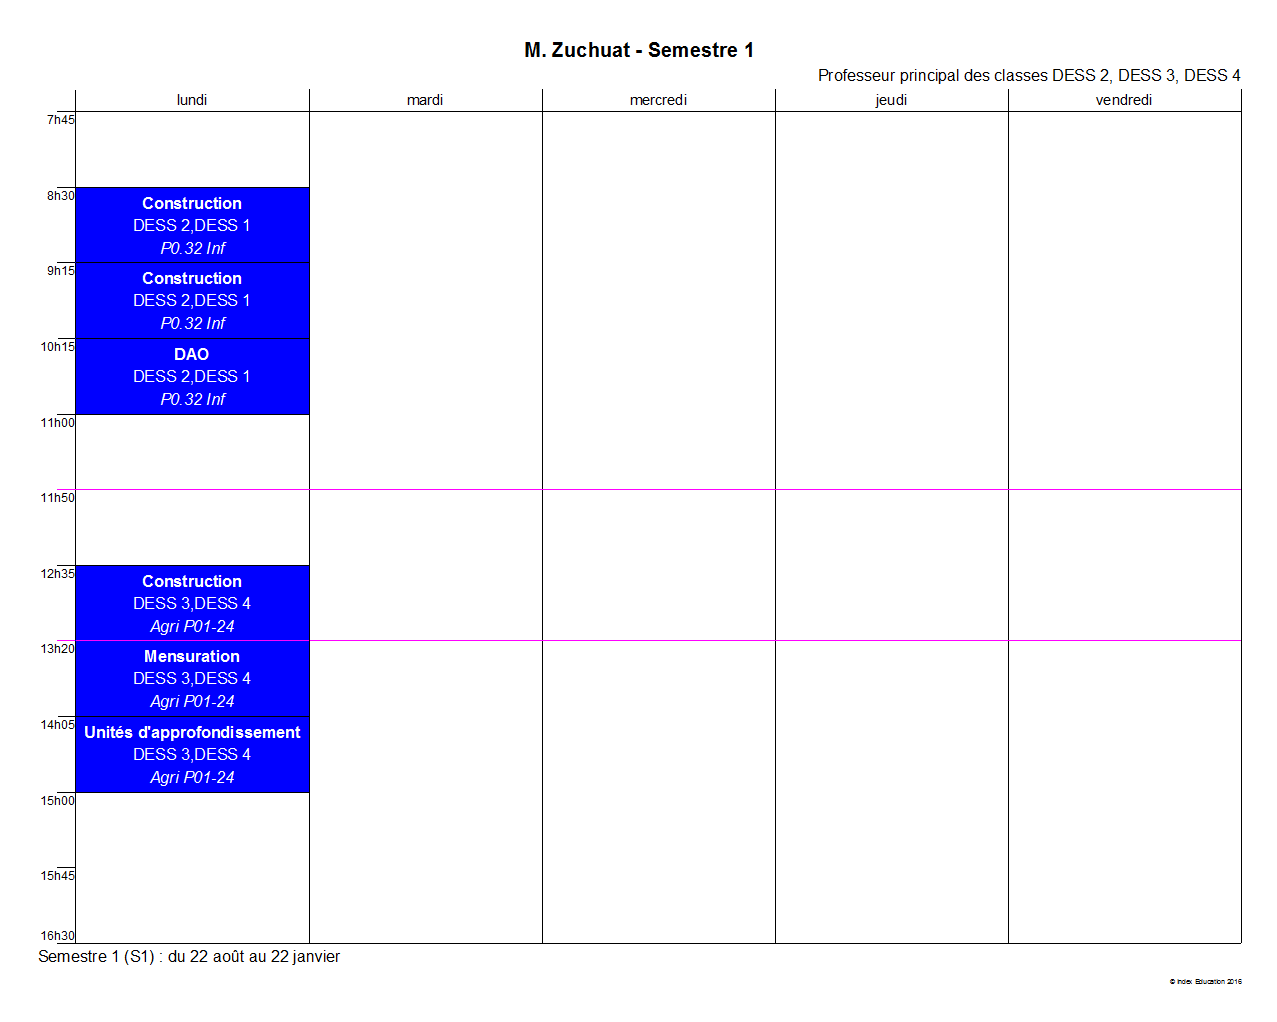 M. Zuchuat - Semestre 1
Professeur principal des classes DESS 2, DESS 3, DESS 4
lundi mardi mercredi jeudi vendredi
7h45
8h30
Construction
DESS 2,DESS 1
P0.32 Inf
9h15
Construction
DESS 2,DESS 1
P0.32 Inf
10h15
DAO
DESS 2,DESS 1
P0.32 Inf
11h00
11h50
12h35
Construction
DESS 3,DESS 4
Agri P01-24
13h20
Mensuration
DESS 3,DESS 4
Agri P01-24
14h05
Unités d'approfondissement
DESS 3,DESS 4
Agri P01-24
15h00
15h45
16h30
Semestre 1 (S1) : du 22 août au 22 janvier
© Index Education 2016